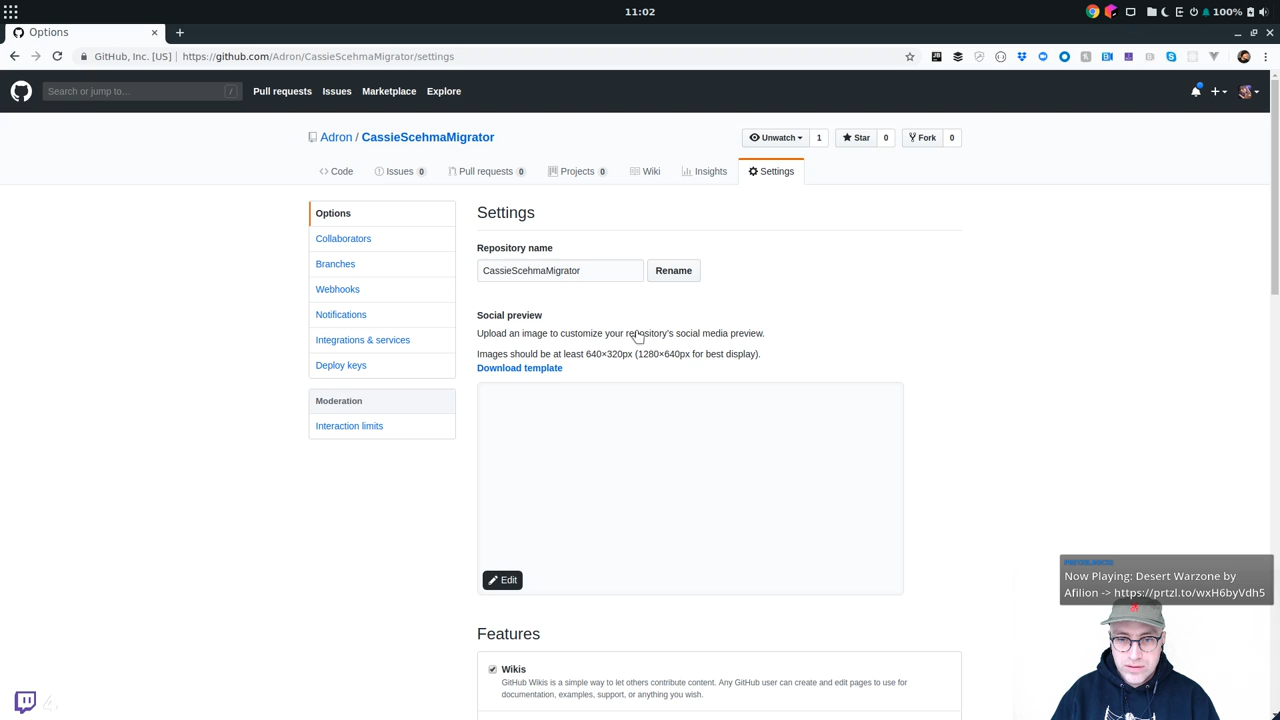 11:02
100%
Options
GitHub, Inc. [US]
https://github.com/Adron/CassieScehmaMigrator/settings
Search or jump to…
/
Pull requests
Issues
Marketplace
Explore
Adron / CassieScehmaMigrator
Unwatch
1
Star
0
Fork
0
Code
Issues 0
Pull requests 0
Projects 0
Wiki
Insights
Settings
Options
Collaborators
Branches
Webhooks
Notifications
Integrations & services
Deploy keys
Moderation
Interaction limits
Settings
Repository name
CassieScehmaMigrator
Rename
Social preview
Upload an image to customize your repository's social media preview.
Images should be at least 640×320px (1280×640px for best display).
Download template
Edit
Features
Wikis
GitHub Wikis is a simple way to let others contribute content. Any GitHub user can create and edit pages to use for
documentation, examples, support, or anything you wish.
Now Playing: Desert Warzone by
Afilion -> https://prtzl.to/wxH6byVdh5